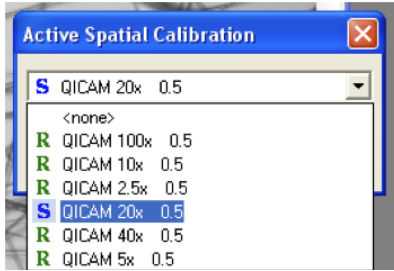 Active Spatial Calibration
S QICAM 20x 0.5
<none>
R QICAM 100x 0.5
R QICAM 10x 0.5
R QICAM 2.5x 0.5
S QICAM 20x 0.5
R QICAM 40x 0.5
R QICAM 5x 0.5